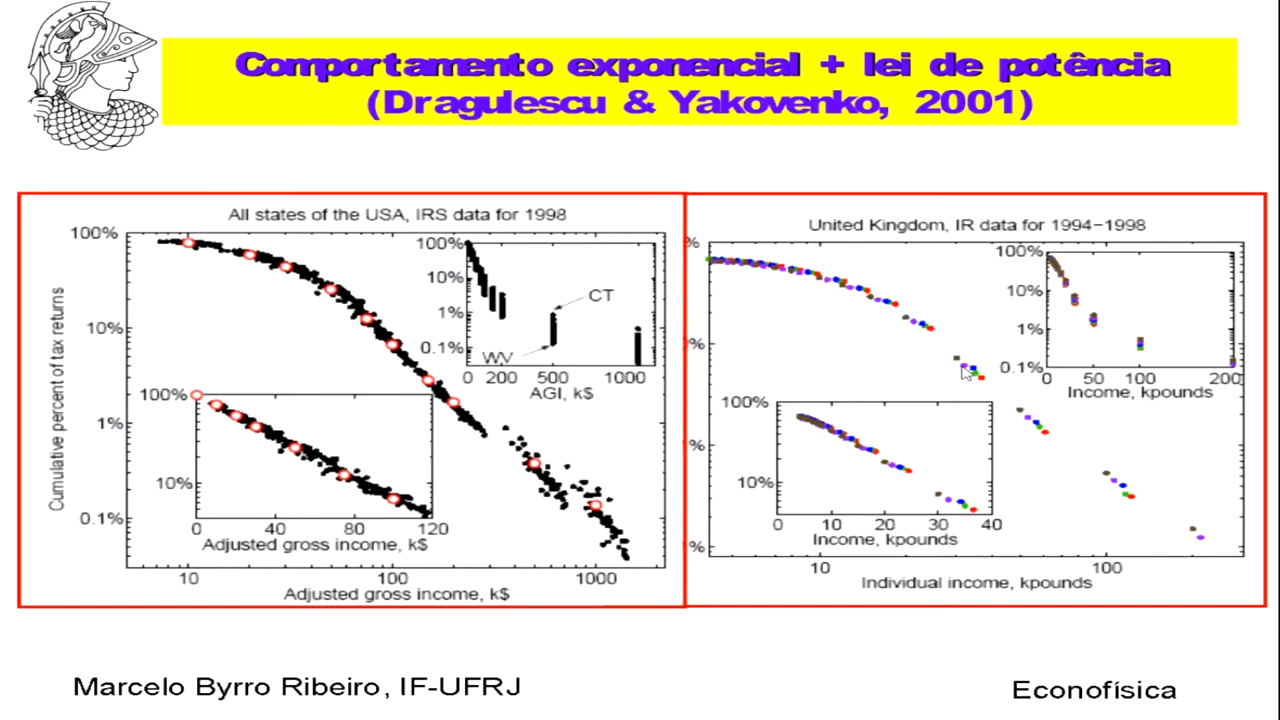 Comportamento exponencial + lei de potência
(Dragulescu & Yakovenko, 2001)
All states of the USA, IRS data for 1998
100%
10%
1%
0.1%
Cumulative percent of tax returns
10
100
1000
Adjusted gross income, k$
100%
10%
1%
0.1%
CT
WV
0
200
500
1000
AGI, k$
100%
10%
0
40
80
120
Adjusted gross income, k$
United Kingdom, IR data for 1994−1998
%
%
%
%
10
100
Individual income, kpounds
100%
10%
1%
0.1%
0
50
100
200
Income, kpounds
100%
10%
0
10
20
30
40
Income, kpounds
Marcelo Byrro Ribeiro, IF-UFRJ
Econofísica